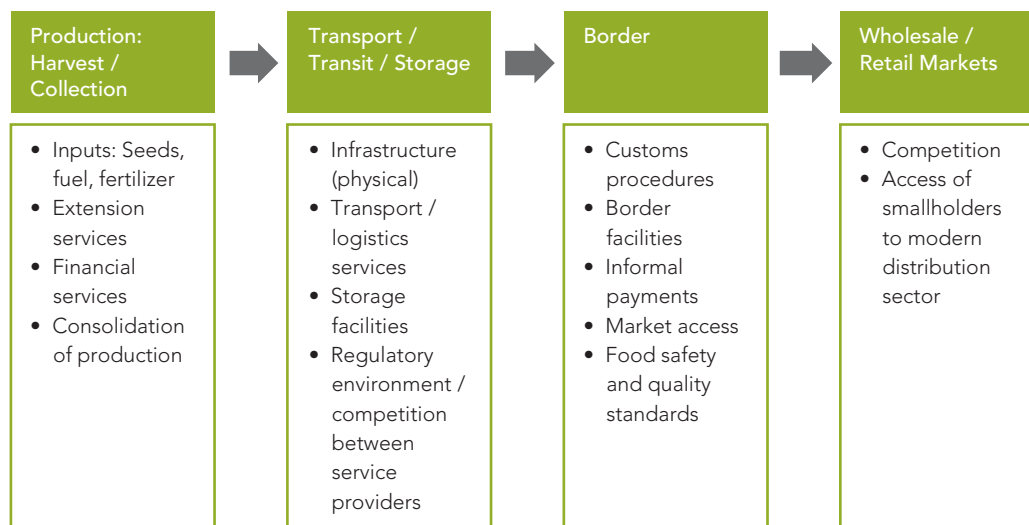 Production:
Harvest /
Collection
• Inputs: Seeds,
fuel, fertilizer
• Extension
services
• Financial
services
• Consolidation
of production
Transport /
Transit / Storage
• Infrastructure
(physical)
• Transport /
logistics
services
• Storage
facilities
• Regulatory
environment /
competition
between
service
providers
Border
• Customs
procedures
• Border
facilities
• Informal
payments
• Market access
• Food safety
and quality
standards
Wholesale /
Retail Markets
• Competition
• Access of
smallholders
to modern
distribution
sector